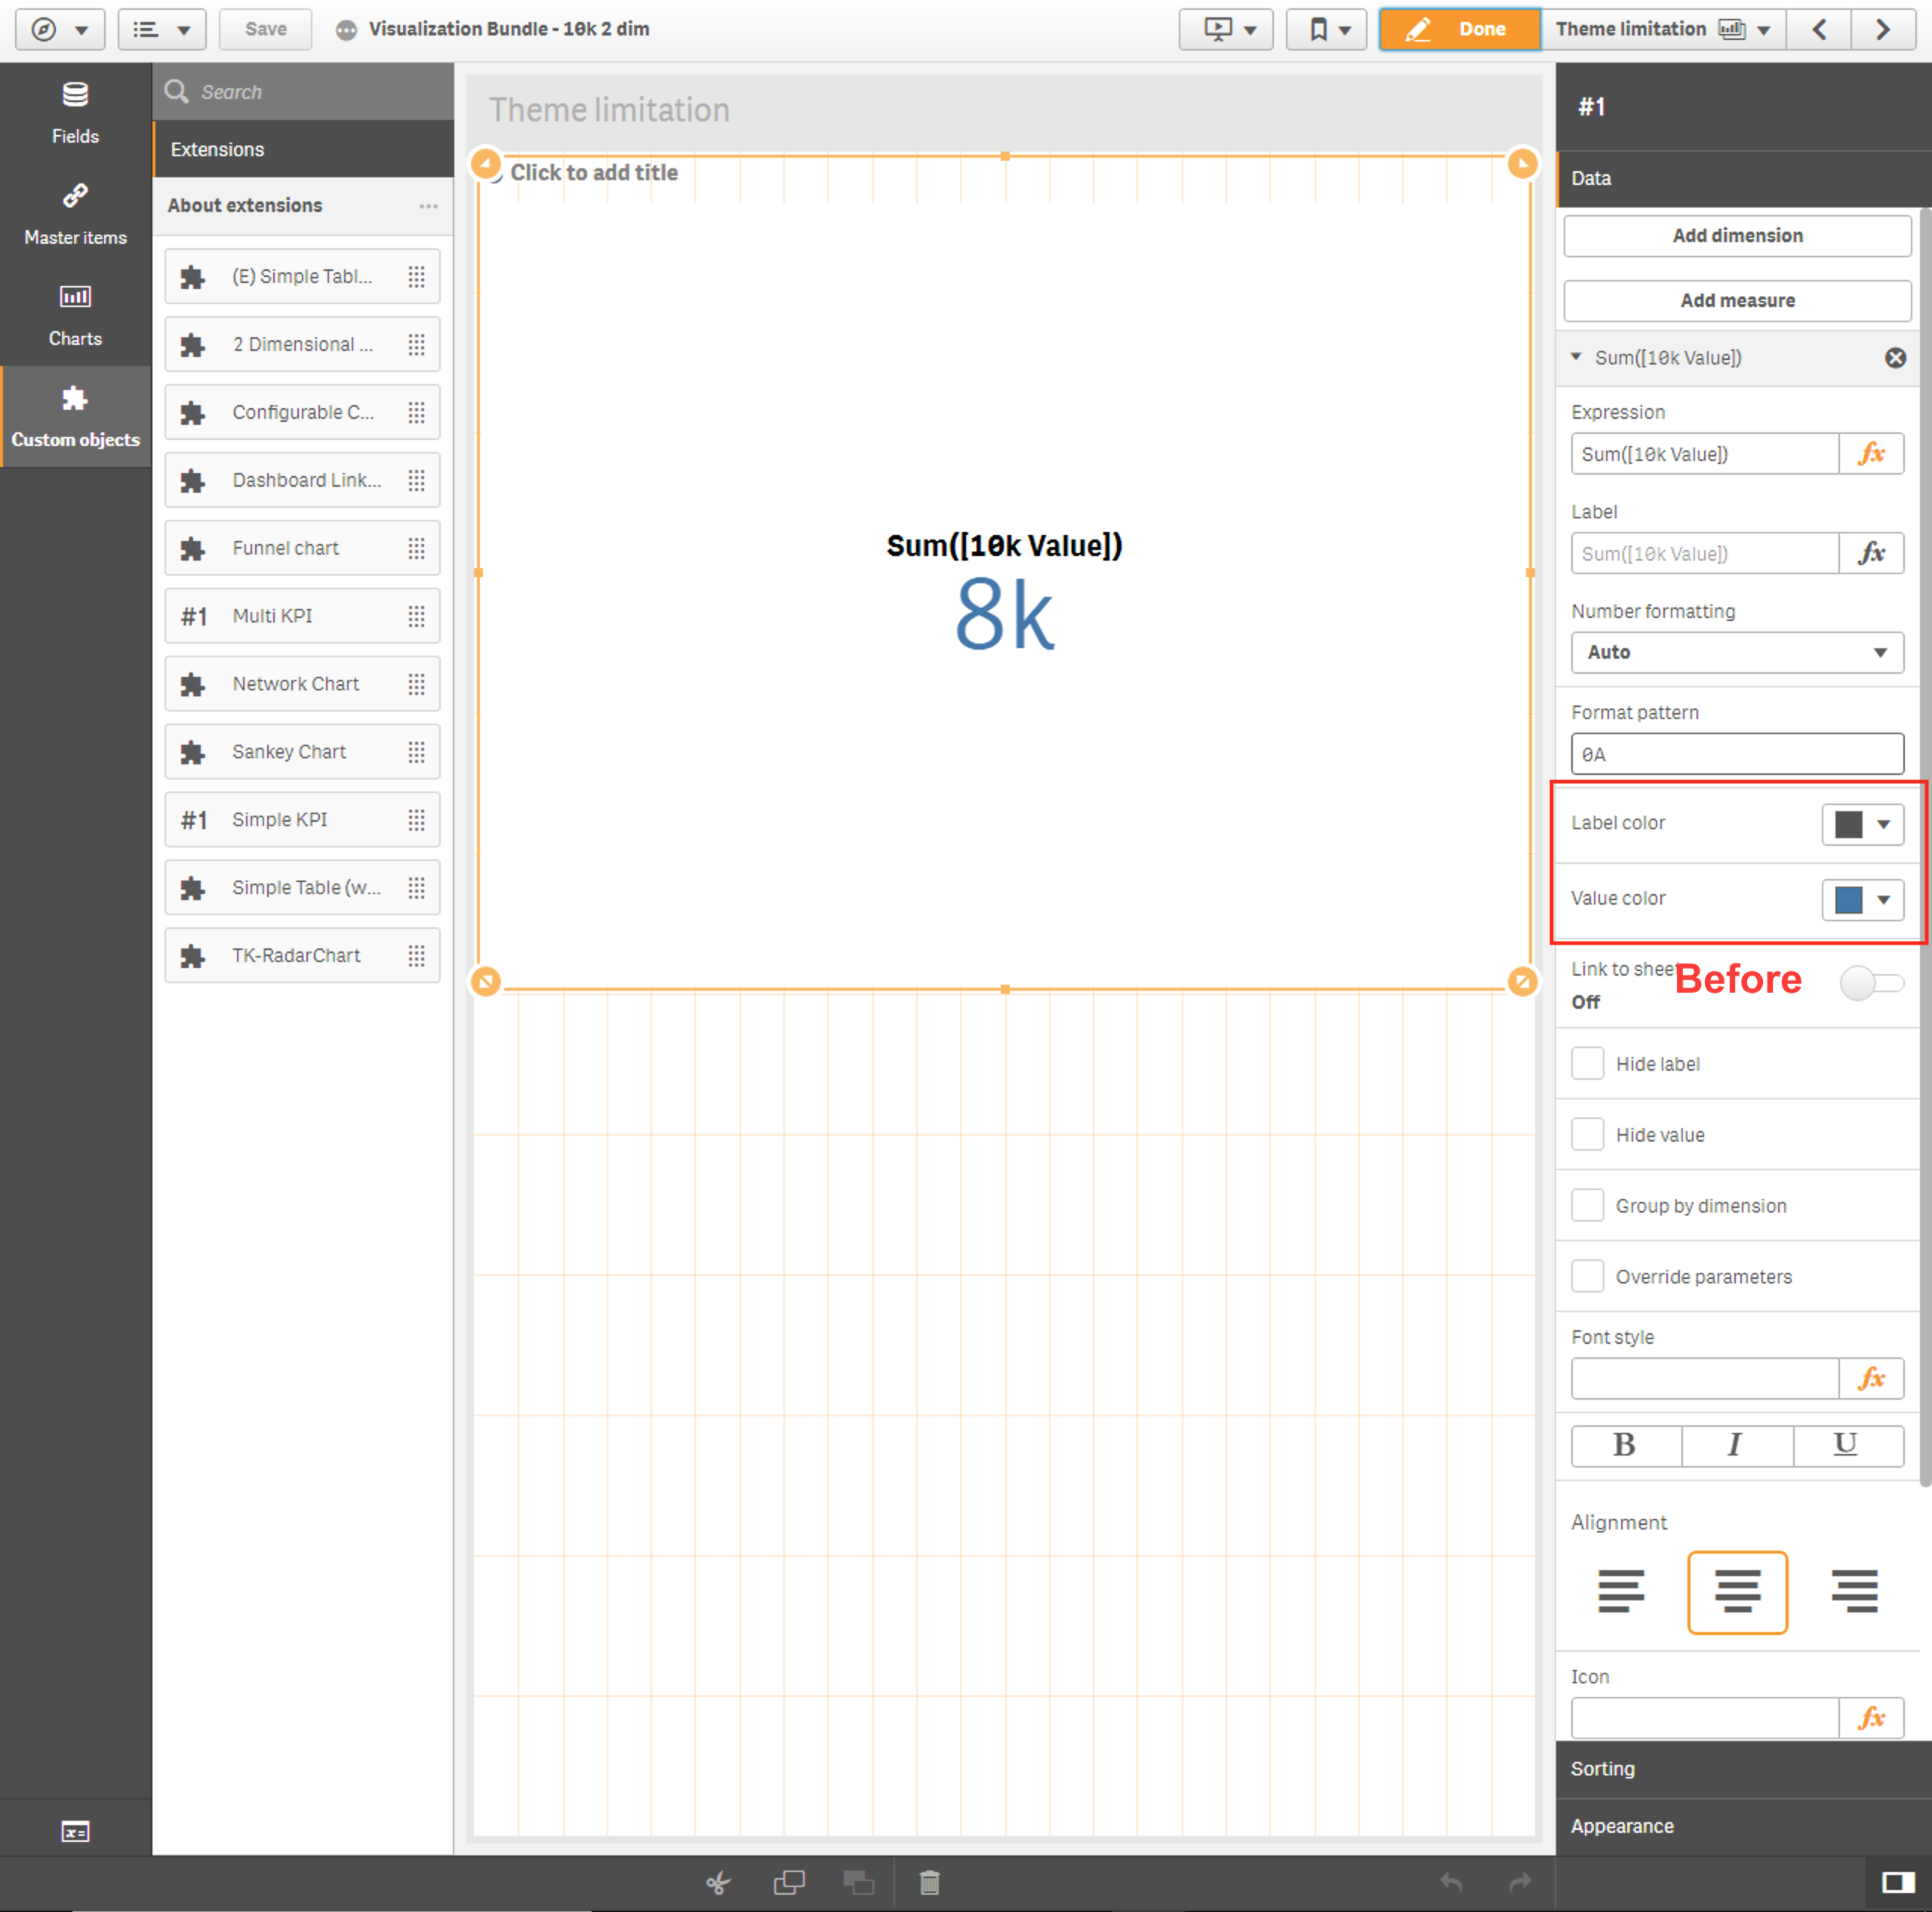 Save
Visualization Bundle - 10k 2 dim
Done
Theme limitation
Fields
Master items
Charts
Custom objects
Search
Extensions
About extensions
(E) Simple Tabl...
2 Dimensional ...
Configurable C...
Dashboard Link...
Funnel chart
#1 Multi KPI
Network Chart
Sankey Chart
#1 Simple KPI
Simple Table (w...
TK-RadarChart
Theme limitation
Click to add title
Sum([10k Value])
8k
#1
Data
Add dimension
Add measure
Sum([10k Value])
Expression
Sum([10k Value])
fx
Label
Sum([10k Value])
fx
Number formatting
Auto
Format pattern
0A
Label color
Value color
Link to sheet
Before
Off
Hide label
Hide value
Group by dimension
Override parameters
Font style
fx
B I U
Alignment
Icon
fx
Sorting
Appearance
x=